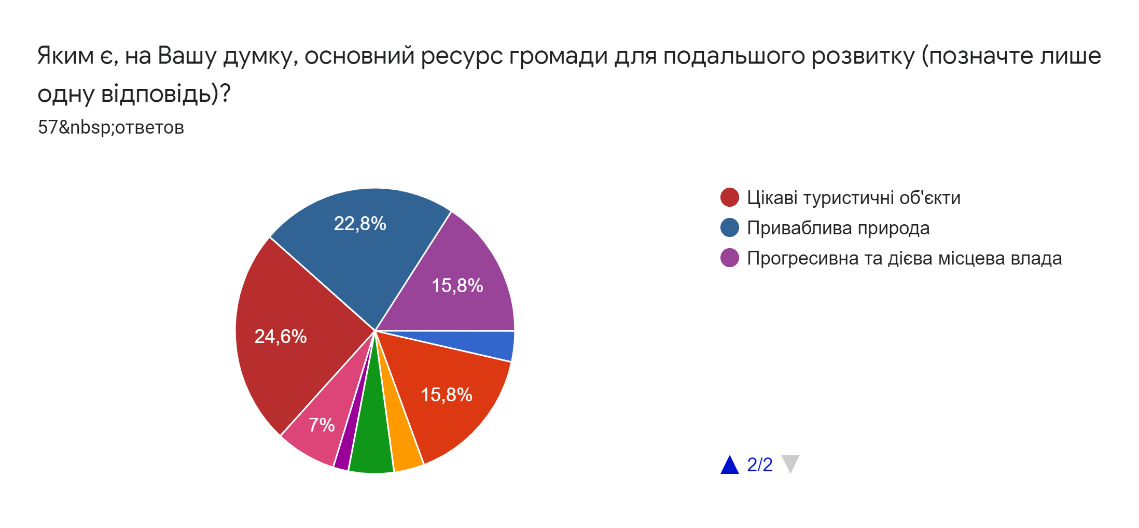 Яким є, на Вашу думку, основний ресурс громади для подальшого розвитку (позначте лише
одну відповідь)?
57&nbsp;ответов
22,8%
15,8%
24,6%
15,8%
7%
Цікаві туристичні об'єкти
Приваблива природа
Прогресивна та дієва місцева влада
2/2